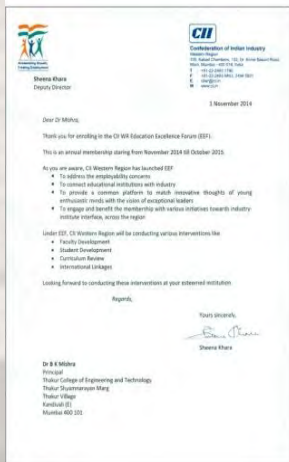 CII
Confederation of Indian Industry
Western Region
Sheena Khara
Deputy Director
1 November 2014
Dear Dr Mishra,
Thank you for enrolling in the CII WR Education Excellence Forum (EEF).
This is an annual membership starting from November 2014 till October 2015.
As you are aware, CII Western Region has launched EEF
• To address the employability concerns
• To connect educational institutions with industry
• To provide a common platform to match innovative thoughts of young
enthusiastic minds with the vision of exceptional leaders
• To engage and benefit the membership with various initiatives towards industry-
institute interface, across the region
Under EEF, CII Western Region will be conducting various interventions like
• Faculty Development
• Student Development
• Curriculum Review
• International Linkages
Looking forward to conducting these interventions at your esteemed institution.
Regards,
Yours sincerely,
Sheena Khara
Dr B K Mishra
Principal
Thakur College of Engineering and Technology
Thakur Shyamnarayan Marg
Thakur Village
Kandivali (E)
Mumbai 400 101